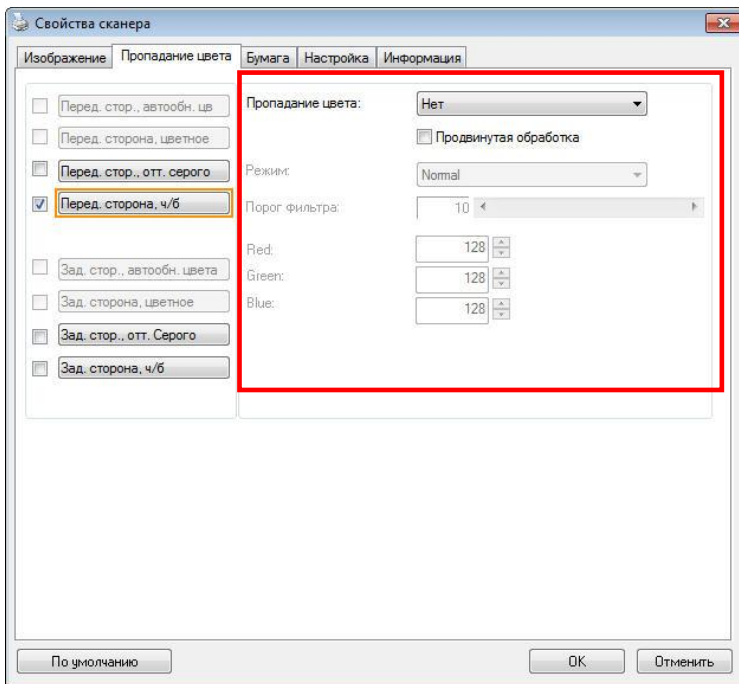 Свойства сканера
Изображение Пропадание цвета Бумага Настройка Информация
Перед. стор., автообн. цв
Перед. сторона, цветное
Перед. стор., отт. серого
Перед. сторона, ч/б
Зад. стор., автообн. цвета
Зад. сторона, цветное
Зад. стор., отт. Серого
Зад. сторона, ч/б
Пропадание цвета: Нет
Продвинутая обработка
Режим: Normal
Порог фильтра: 10
Red: 128
Green: 128
Blue: 128
По умолчанию OK Отменить